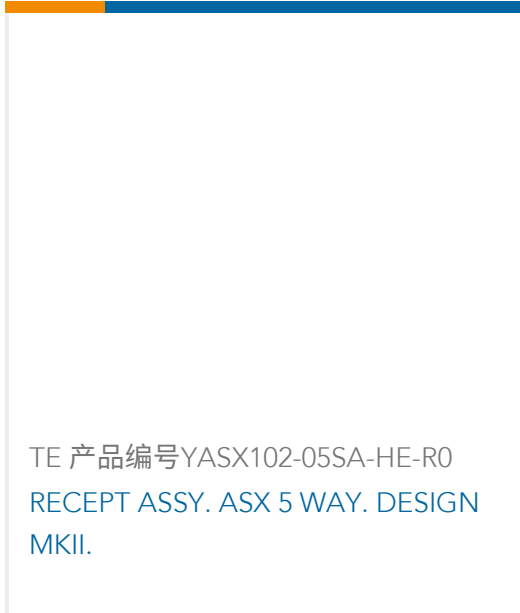 TE 产品编号YASX102-05SA-HE-R0
RECEPT ASSY. ASX 5 WAY. DESIGN
MKII.